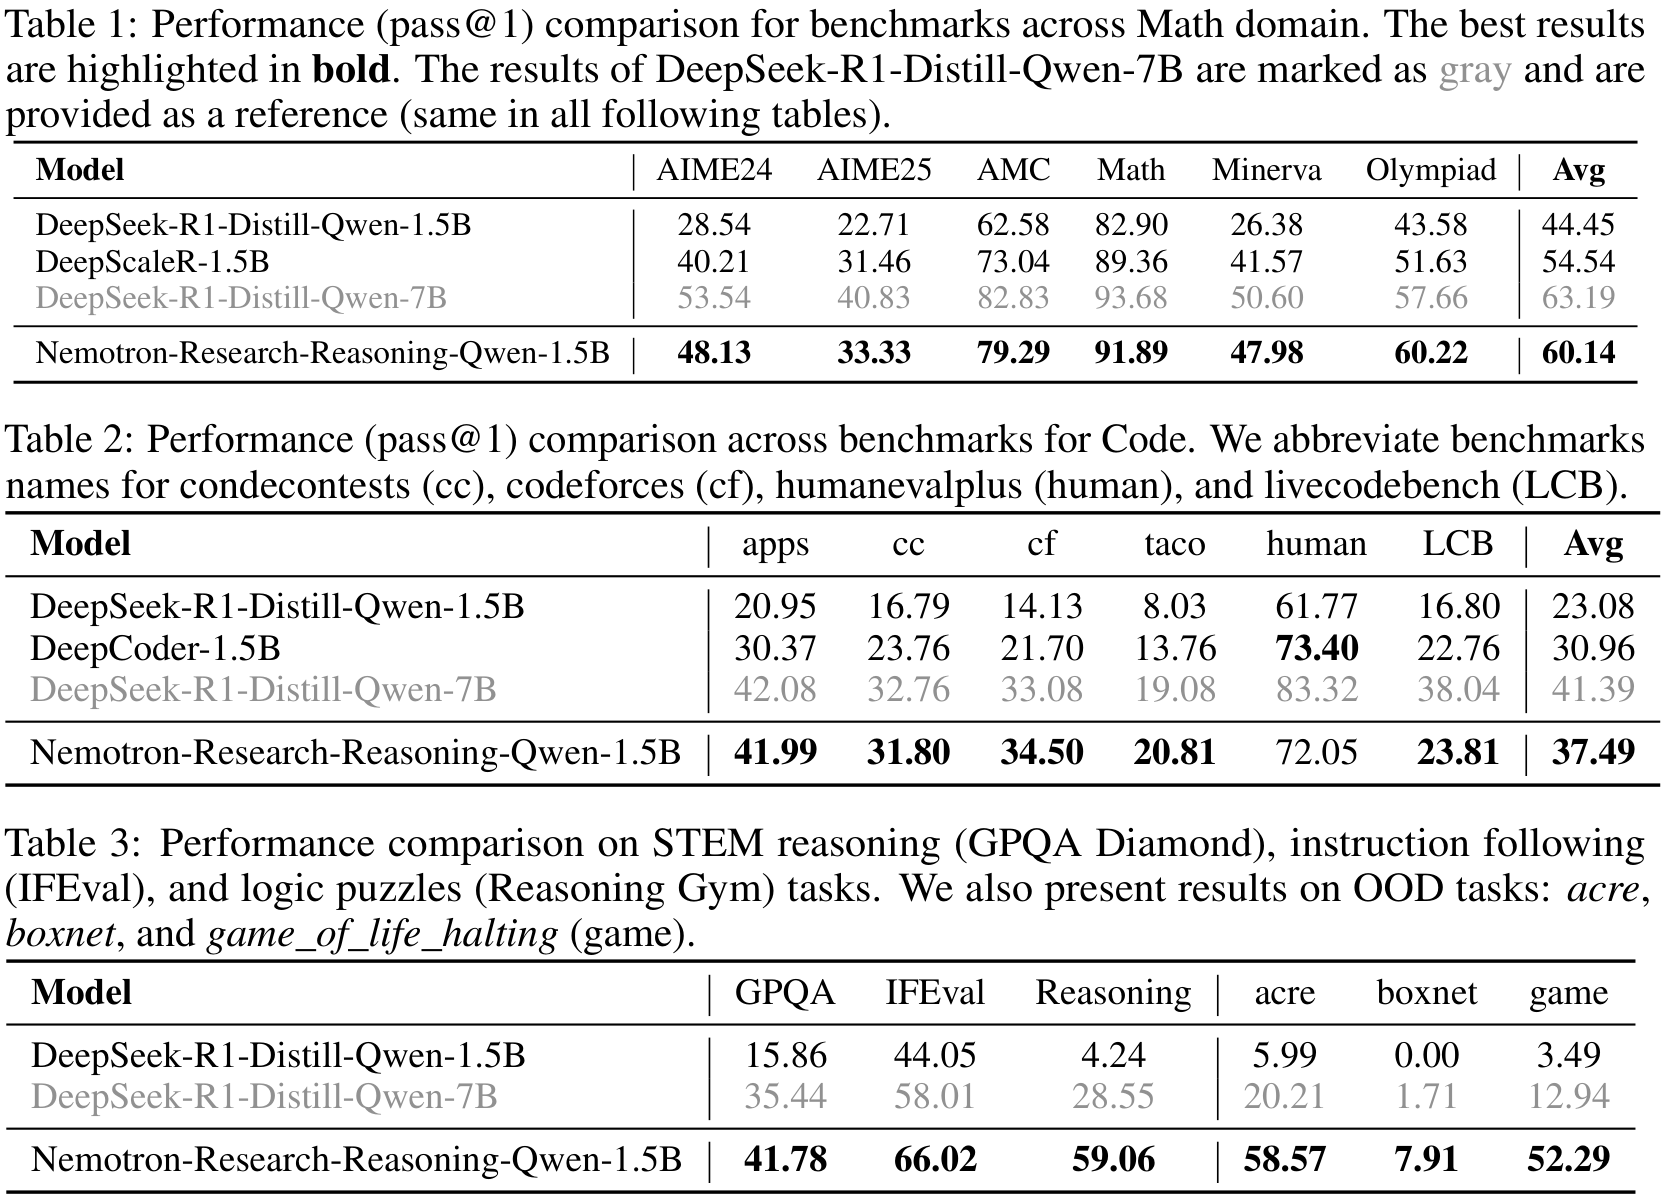 Table 1: Performance (pass@1) comparison for benchmarks across Math domain. The best results
are highlighted in bold. The results of DeepSeek-R1-Distill-Qwen-7B are marked as gray and are
provided as a reference (same in all following tables).
Model AIME24 AIME25 AMC Math Minerva Olympiad Avg
DeepSeek-R1-Distill-Qwen-1.5B 28.54 22.71 62.58 82.90 26.38 43.58 44.45
DeepScaleR-1.5B 40.21 31.46 73.04 89.36 41.57 51.63 54.54
DeepSeek-R1-Distill-Qwen-7B 53.54 40.83 82.83 93.68 50.60 57.66 63.19
Nemotron-Research-Reasoning-Qwen-1.5B 48.13 33.33 79.29 91.89 47.98 60.22 60.14
Table 2: Performance (pass@1) comparison across benchmarks for Code. We abbreviate benchmarks
names for condecontests (cc), codeforces (cf), humanevalplus (human), and livecodebench (LCB).
Model apps cc cf taco human LCB Avg
DeepSeek-R1-Distill-Qwen-1.5B 20.95 16.79 14.13 8.03 61.77 16.80 23.08
DeepCoder-1.5B 30.37 23.76 21.70 13.76 73.40 22.76 30.96
DeepSeek-R1-Distill-Qwen-7B 42.08 32.76 33.08 19.08 83.32 38.04 41.39
Nemotron-Research-Reasoning-Qwen-1.5B 41.99 31.80 34.50 20.81 72.05 23.81 37.49
Table 3: Performance comparison on STEM reasoning (GPQA Diamond), instruction following
(IFEval), and logic puzzles (Reasoning Gym) tasks. We also present results on OOD tasks: acre,
boxnet, and game_of_life_halting (game).
Model GPQA IFEval Reasoning acre boxnet game
DeepSeek-R1-Distill-Qwen-1.5B 15.86 44.05 4.24 5.99 0.00 3.49
DeepSeek-R1-Distill-Qwen-7B 35.44 58.01 28.55 20.21 1.71 12.94
Nemotron-Research-Reasoning-Qwen-1.5B 41.78 66.02 59.06 58.57 7.91 52.29